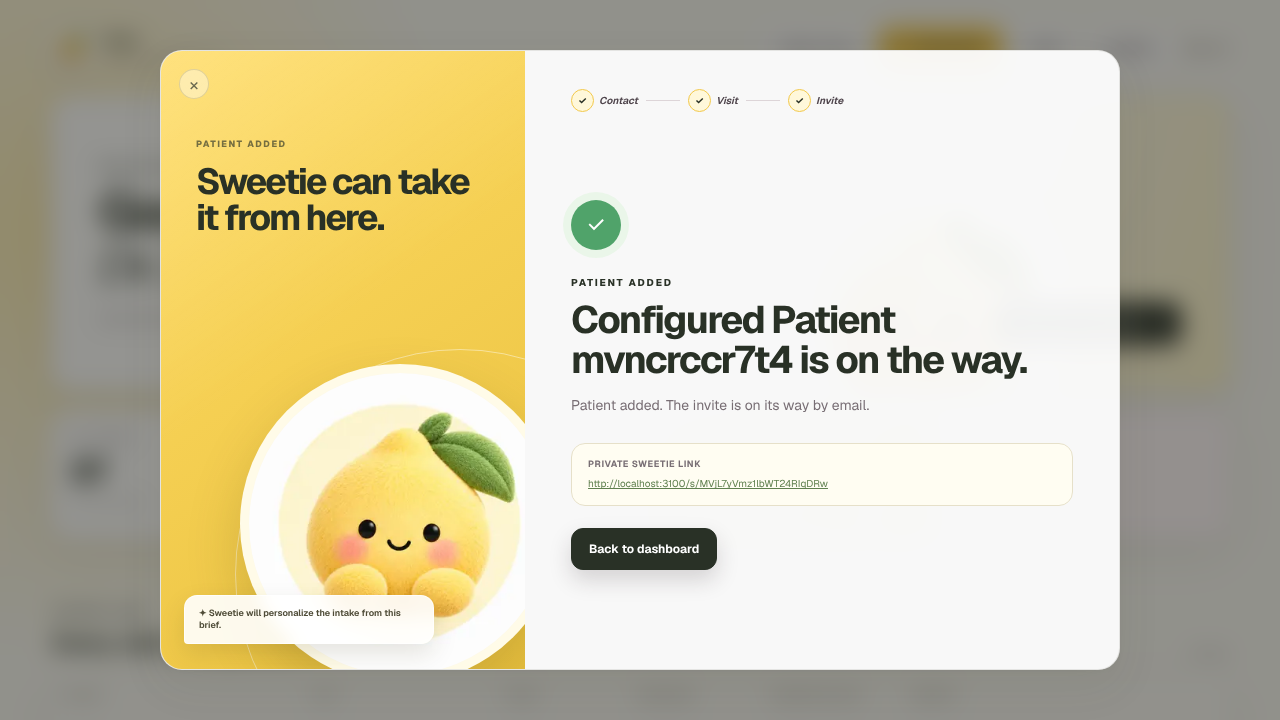 PATIENT ADDED
Sweetie can take
it from here.
✦ Sweetie will personalize the intake from this
brief.
Contact
Visit
Invite
PATIENT ADDED
Configured Patient
mvncrccr7t4 is on the way.
Patient added. The invite is on its way by email.
PRIVATE SWEETIE LINK
http://localhost:3100/s/MVjL7yVmz1lbWT24RIqDRw
Back to dashboard